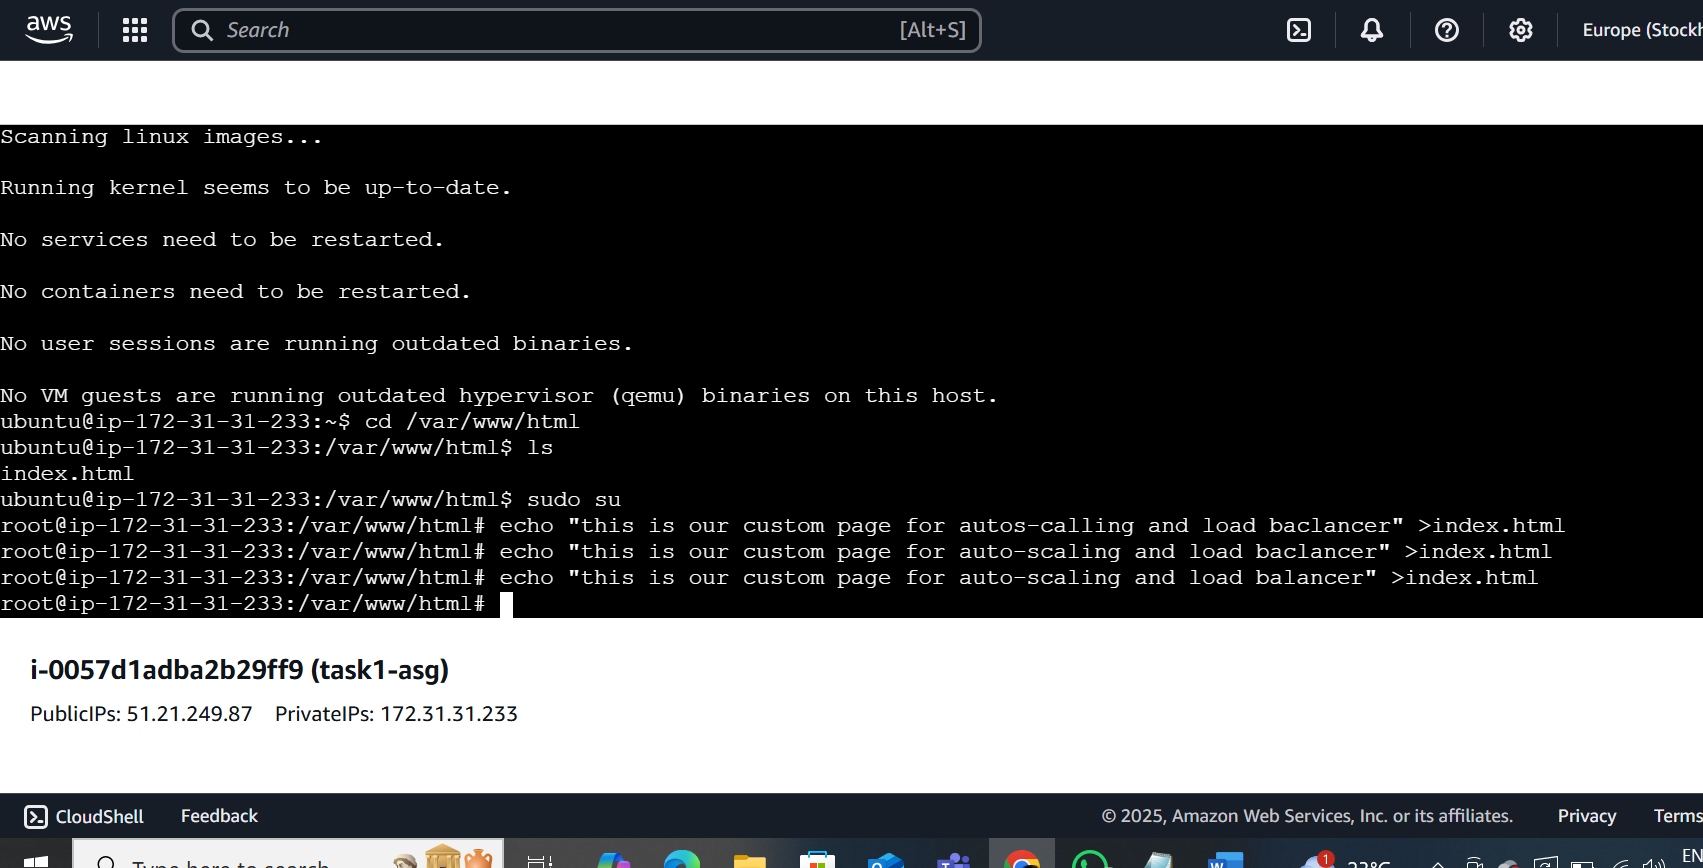 aws
Search [Alt+S]
Europe (Stockh
Scanning linux images...
Running kernel seems to be up-to-date.
No services need to be restarted.
No containers need to be restarted.
No user sessions are running outdated binaries.
No VM guests are running outdated hypervisor (qemu) binaries on this host.
ubuntu@ip-172-31-31-233:~$ cd /var/www/html
ubuntu@ip-172-31-31-233:/var/www/html$ ls
index.html
ubuntu@ip-172-31-31-233:/var/www/html$ sudo su
root@ip-172-31-31-233:/var/www/html# echo "this is our custom page for autos-calling and load baclancer" >index.html
root@ip-172-31-31-233:/var/www/html# echo "this is our custom page for auto-scaling and load baclancer" >index.html
root@ip-172-31-31-233:/var/www/html# echo "this is our custom page for auto-scaling and load balancer" >index.html
root@ip-172-31-31-233:/var/www/html#
i-0057d1adba2b29ff9 (task1-asg)
PublicIPs: 51.21.249.87 PrivateIPs: 172.31.31.233
CloudShell Feedback © 2025, Amazon Web Services, Inc. or its affiliates. Privacy Terms
Type here to search 1 23°C EN